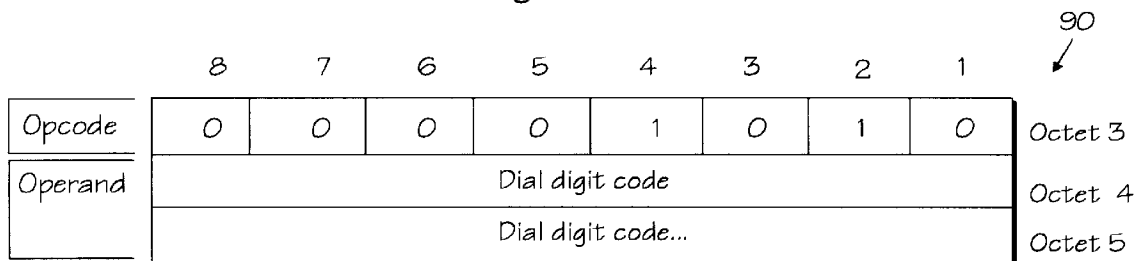 90
8 7 6 5 4 3 2 1
Opcode 0 0 0 0 1 0 1 0 Octet 3
Operand Dial digit code Octet 4
Dial digit code... Octet 5